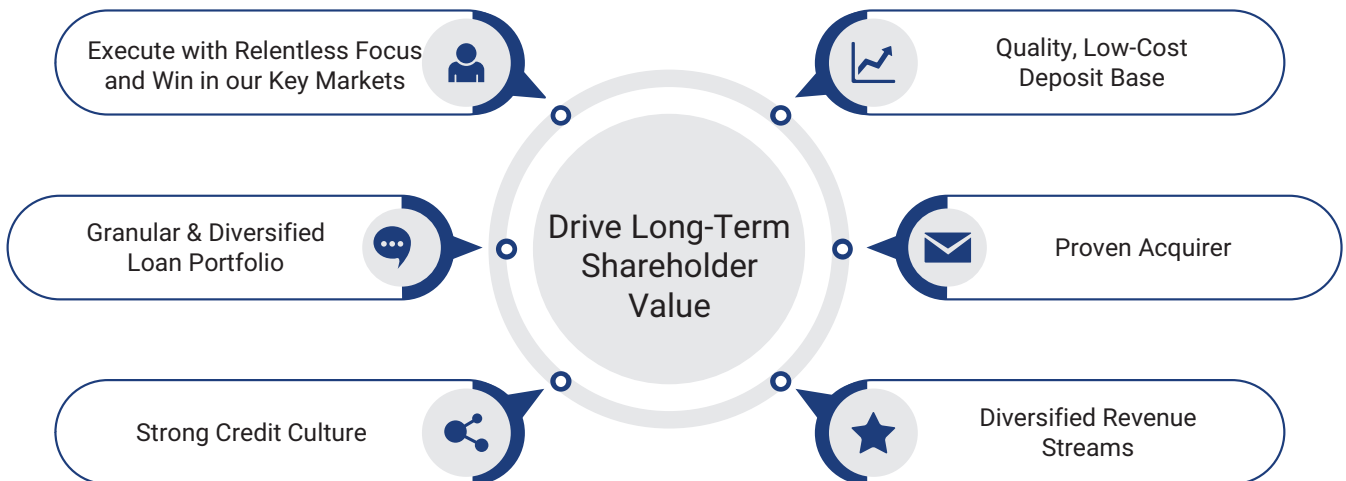 Execute with Relentless Focus
and Win in our Key Markets
Quality, Low-Cost
Deposit Base
Granular & Diversified
Loan Portfolio
Drive Long-Term
Shareholder
Value
Proven Acquirer
Strong Credit Culture
Diversified Revenue
Streams